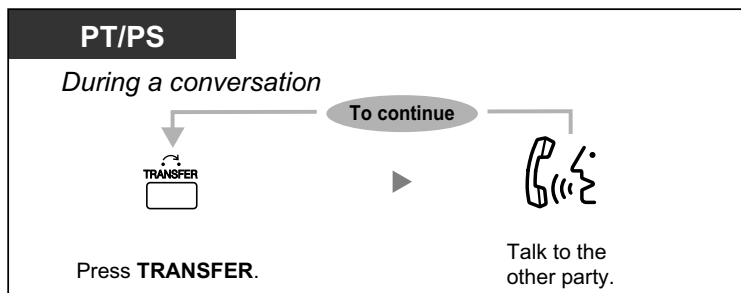 PT/PS
During a conversation
To continue
TRANSFER
Press TRANSFER.
Talk to the
other party.